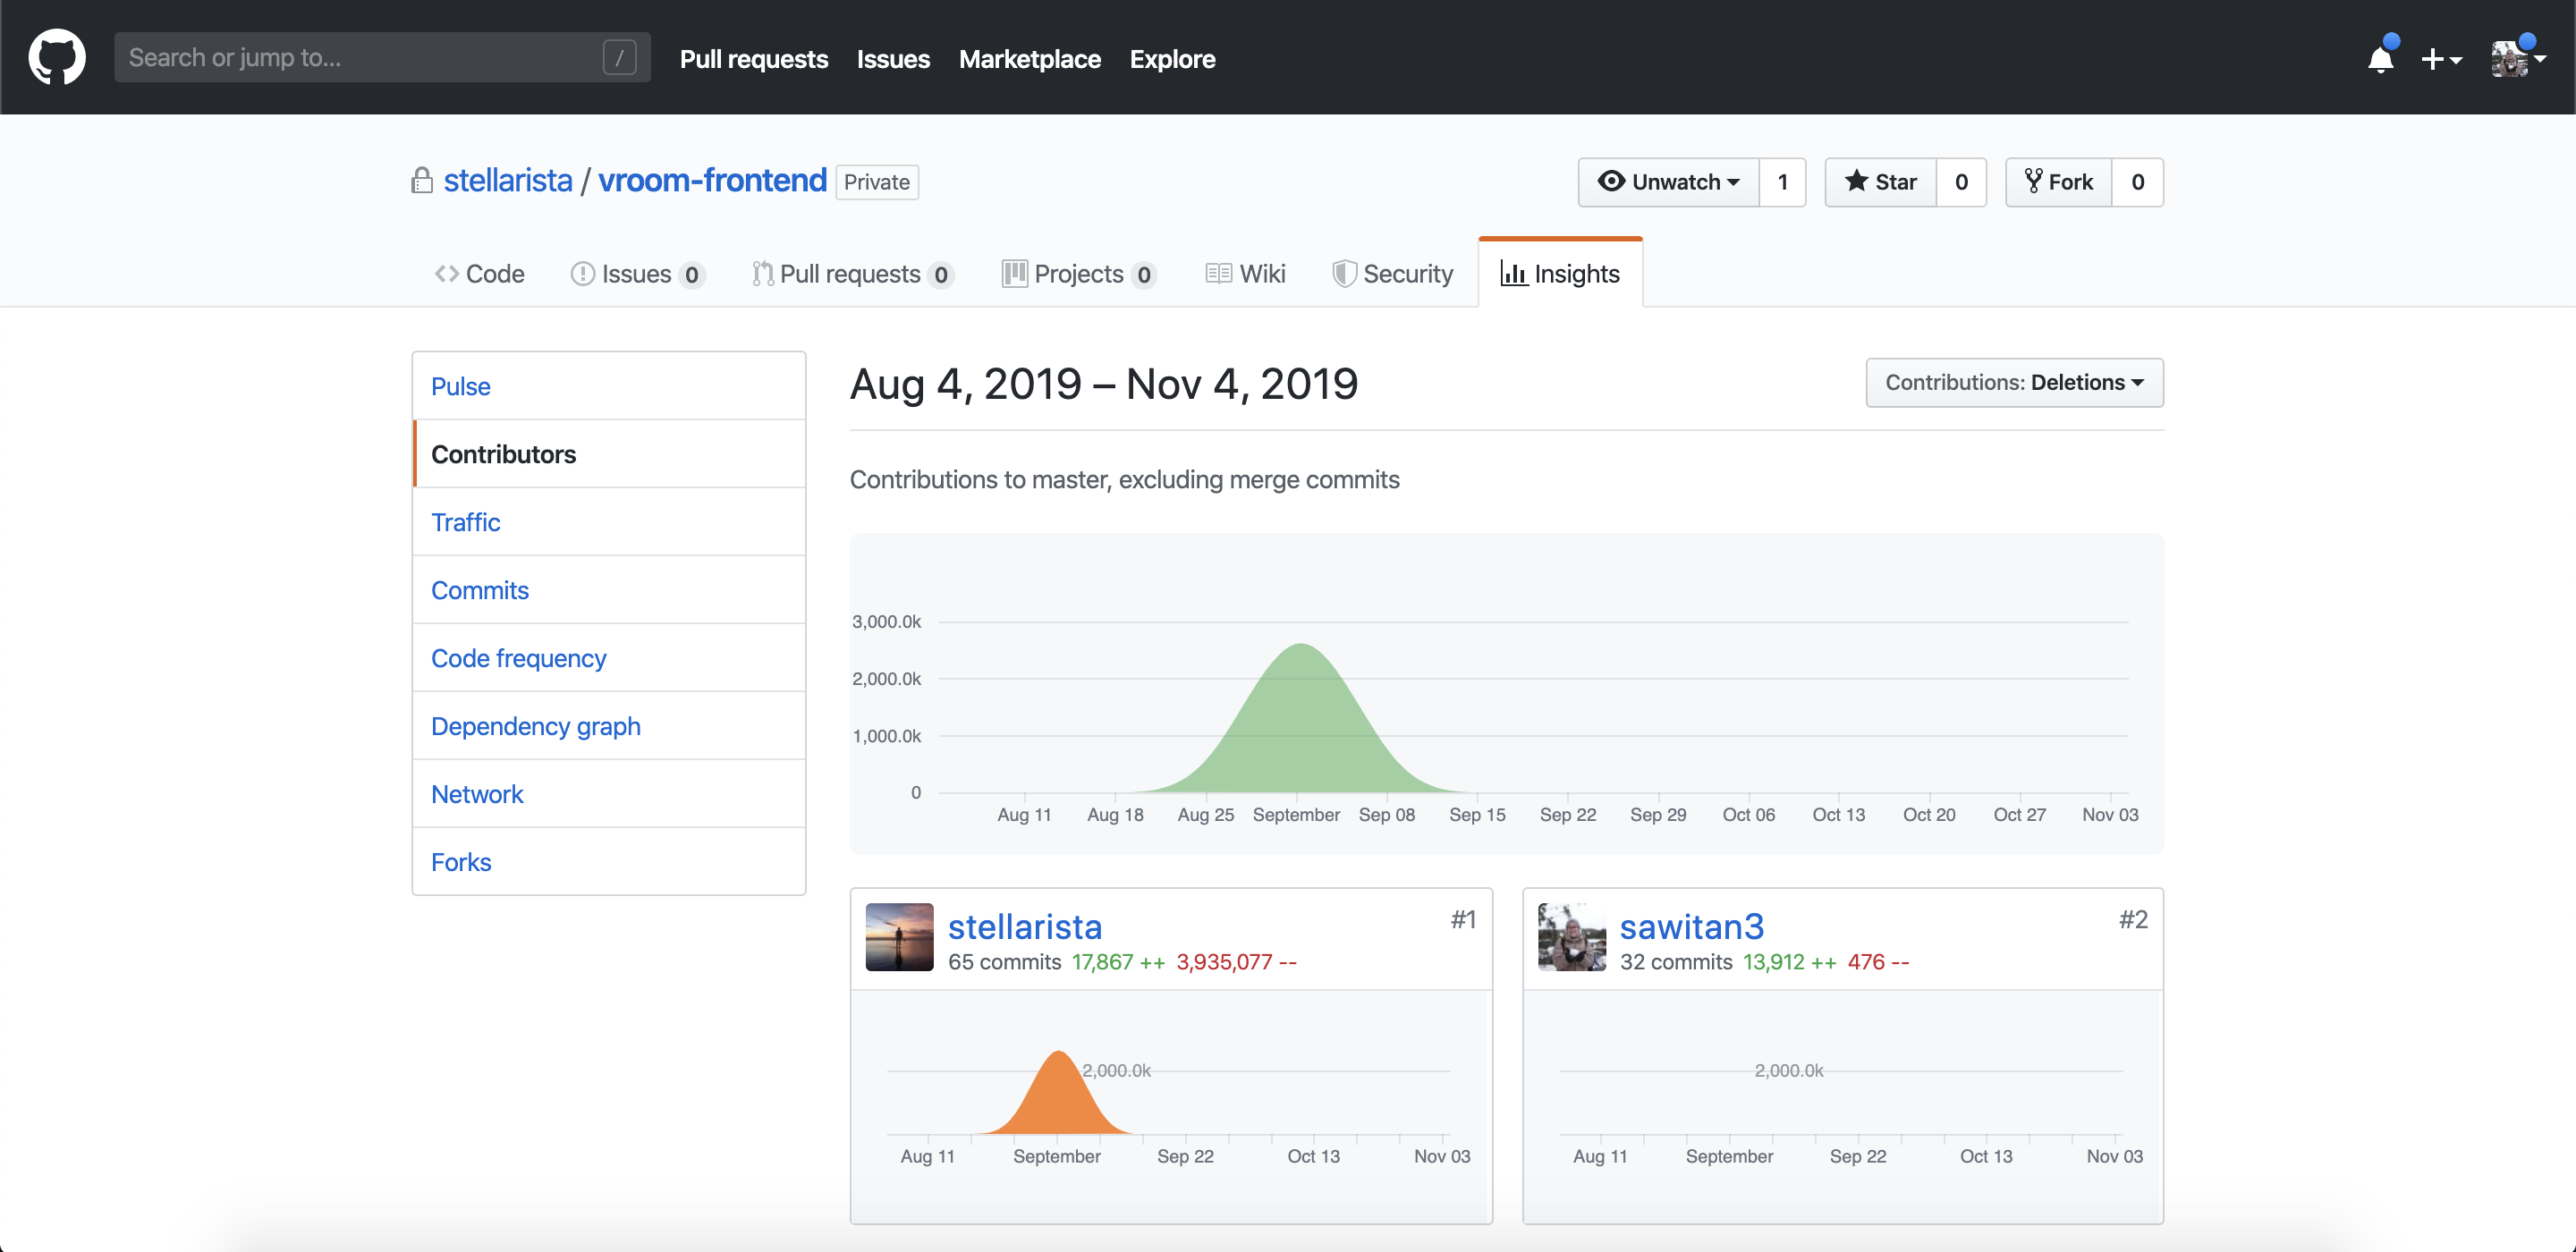 Search or jump to... /
Pull requests Issues Marketplace Explore
stellarista / vroom-frontend Private
Unwatch 1 Star 0 Fork 0
Code Issues 0 Pull requests 0 Projects 0 Wiki Security Insights
Pulse
Contributors
Traffic
Commits
Code frequency
Dependency graph
Network
Forks
Aug 4, 2019 – Nov 4, 2019
Contributions: Deletions
Contributions to master, excluding merge commits
3,000.0k
2,000.0k
1,000.0k
0
Aug 11 Aug 18 Aug 25 September Sep 08 Sep 15 Sep 22 Sep 29 Oct 06 Oct 13 Oct 20 Oct 27 Nov 03
stellarista #1
65 commits 17,867 ++ 3,935,077 --
2,000.0k
Aug 11 September Sep 22 Oct 13 Nov 03
sawitan3 #2
32 commits 13,912 ++ 476 --
2,000.0k
Aug 11 September Sep 22 Oct 13 Nov 03